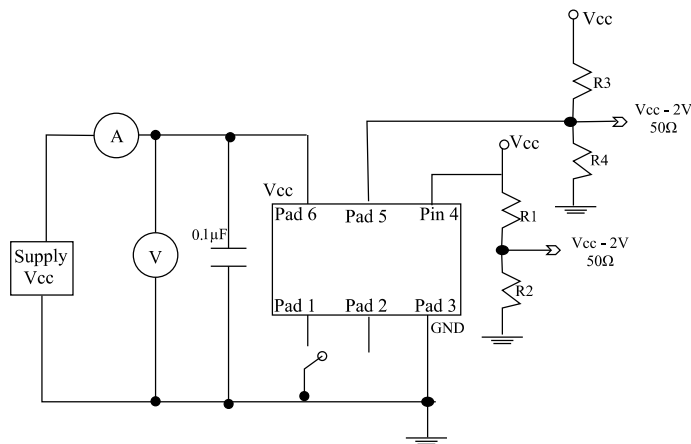 Vcc
R3
Vcc - 2V
50Ω
R4
A
Vcc
Vcc
Pad 6
Pad 5
Pin 4
R1
0.1µF
Supply
Vcc
V
Vcc - 2V
50Ω
R2
Pad 1
Pad 2
Pad 3
GND